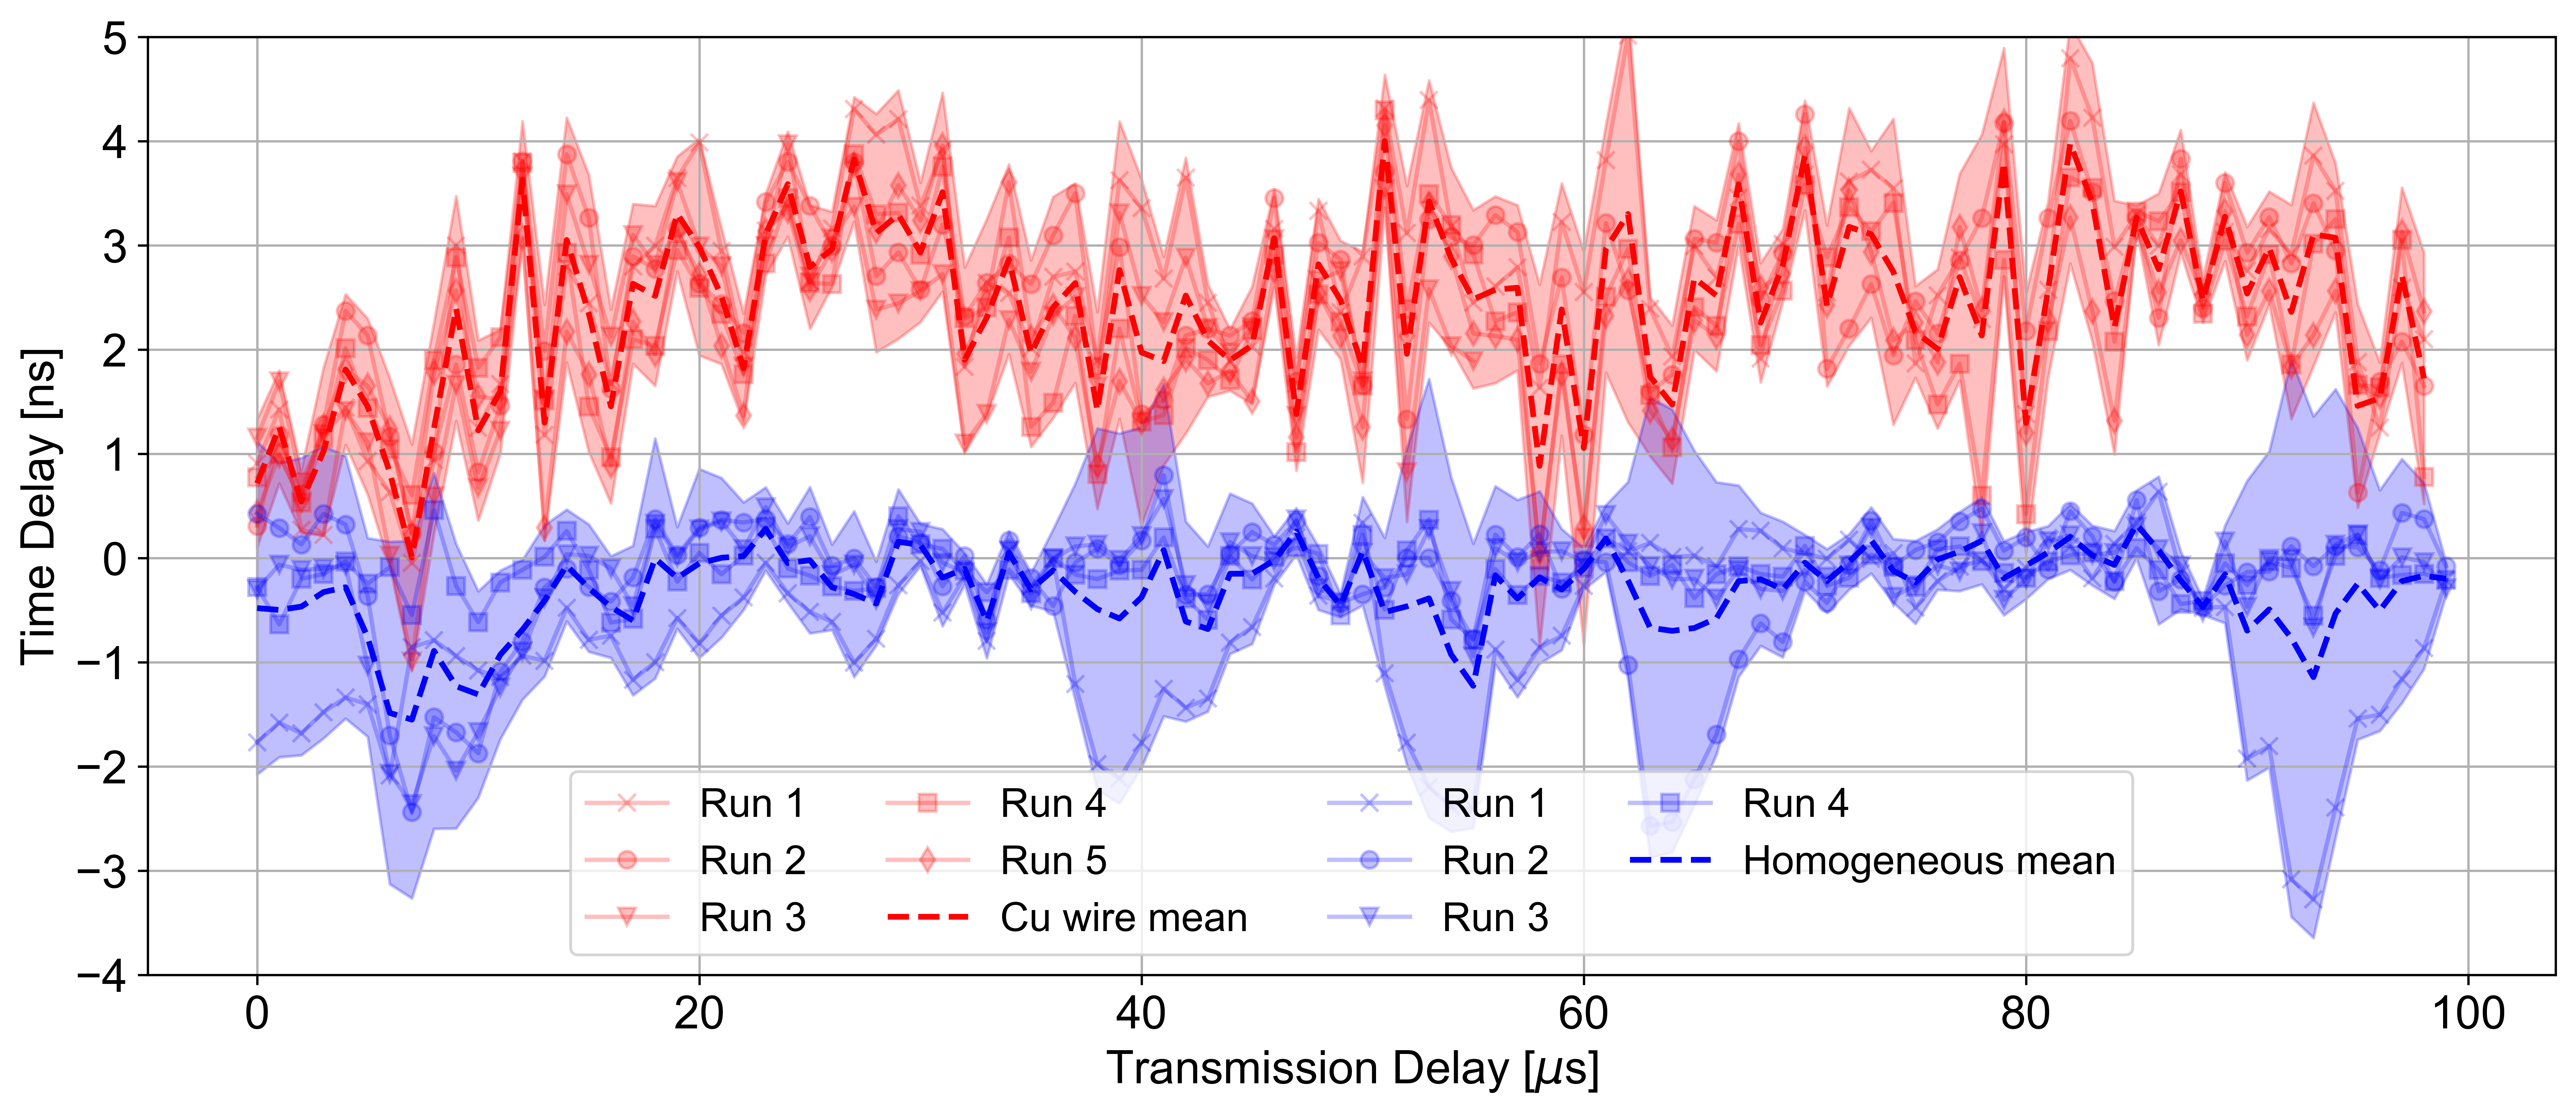 5
4
3
2
1
0
−1
−2
−3
−4
Time Delay [ns]
Run 1
Run 2
Run 3
Run 4
Run 5
Cu wire mean
Run 1
Run 2
Run 3
Run 4
Homogeneous mean
0 20 40 60 80 100
Transmission Delay [μs]